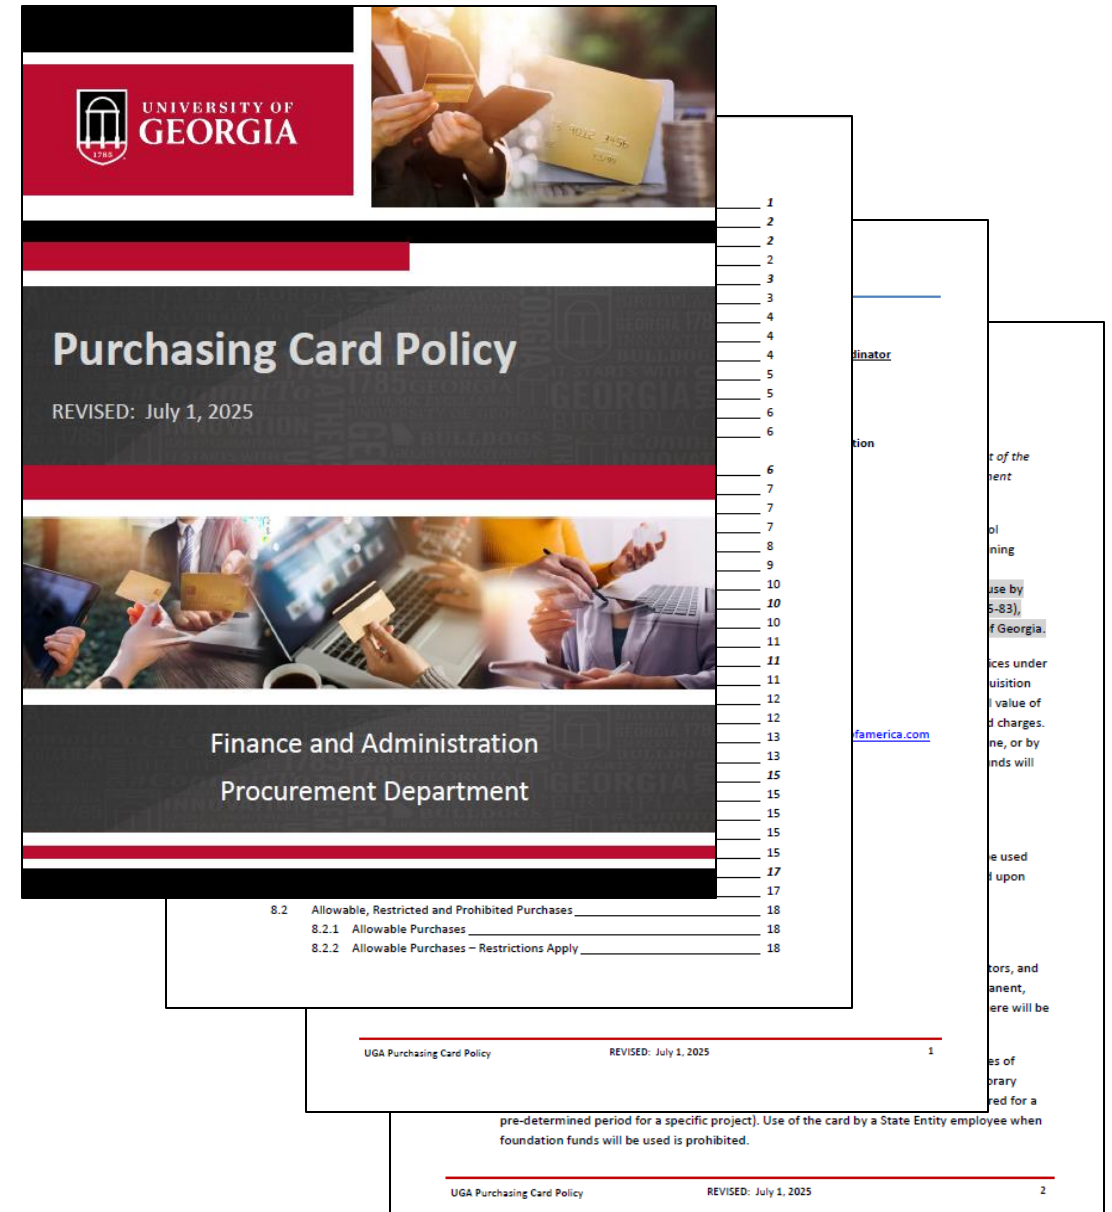 UNIVERSITY OF
GEORGIA
1785
Purchasing Card Policy
REVISED: July 1, 2025
Finance and Administration
Procurement Department
1
2
2
2
3
3
4
4
4
5
5
6
6
6
7
7
7
8
9
10
10
10
11
11
11
12
12
13
13
15
15
15
15
15
17
17
8.2 Allowable, Restricted and Prohibited Purchases 18
8.2.1 Allowable Purchases 18
8.2.2 Allowable Purchases – Restrictions Apply 18
dinator
tion
famerica.com
UGA Purchasing Card Policy REVISED: July 1, 2025 1
t of the
nent
ol
ning
use by
5-83),
f Georgia.
ices under
uisition
l value of
d charges.
ne, or by
unds will
e used
d upon
tors, and
anent,
ere will be
es of
orary
red for a
pre-determined period for a specific project). Use of the card by a State Entity employee when
foundation funds will be used is prohibited.
UGA Purchasing Card Policy REVISED: July 1, 2025 2